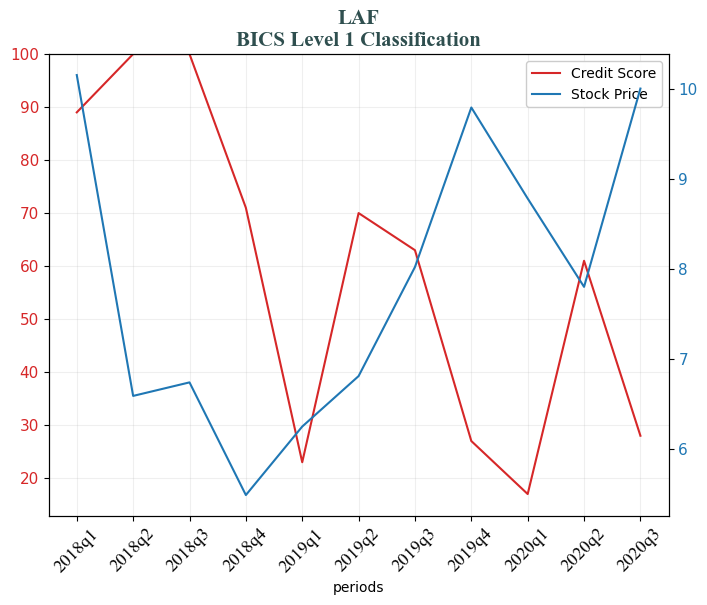 LAF
BICS Level 1 Classification
100
90
80
70
60
50
40
30
20
Credit Score
Stock Price
10
9
8
7
6
2018q1
2018q2
2018q3
2018q4
2019q1
2019q2
2019q3
2019q4
2020q1
2020q2
2020q3
periods